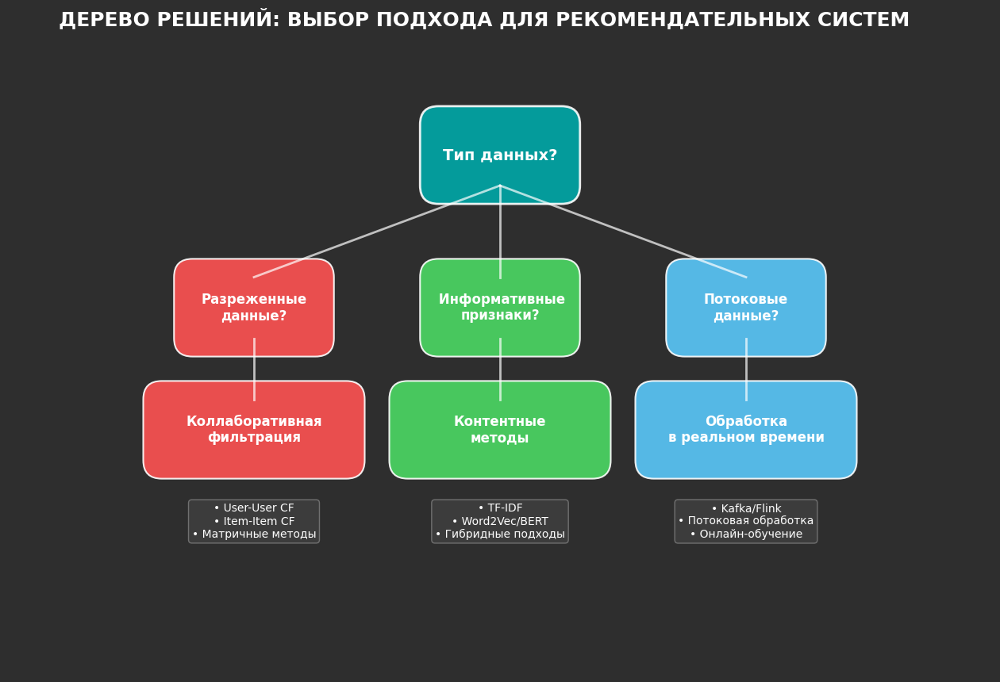 ДЕРЕВО РЕШЕНИЙ: ВЫБОР ПОДХОДА ДЛЯ РЕКОМЕНДАТЕЛЬНЫХ СИСТЕМ
Тип данных?
Разреженные
данные?
Информативные
признаки?
Потоковые
данные?
Коллаборативная
фильтрация
Контентные
методы
Обработка
в реальном времени
• User-User CF
• Item-Item CF
• Матричные методы
• TF-IDF
• Word2Vec/BERT
• Гибридные подходы
• Kafka/Flink
• Потоковая обработка
• Онлайн-обучение